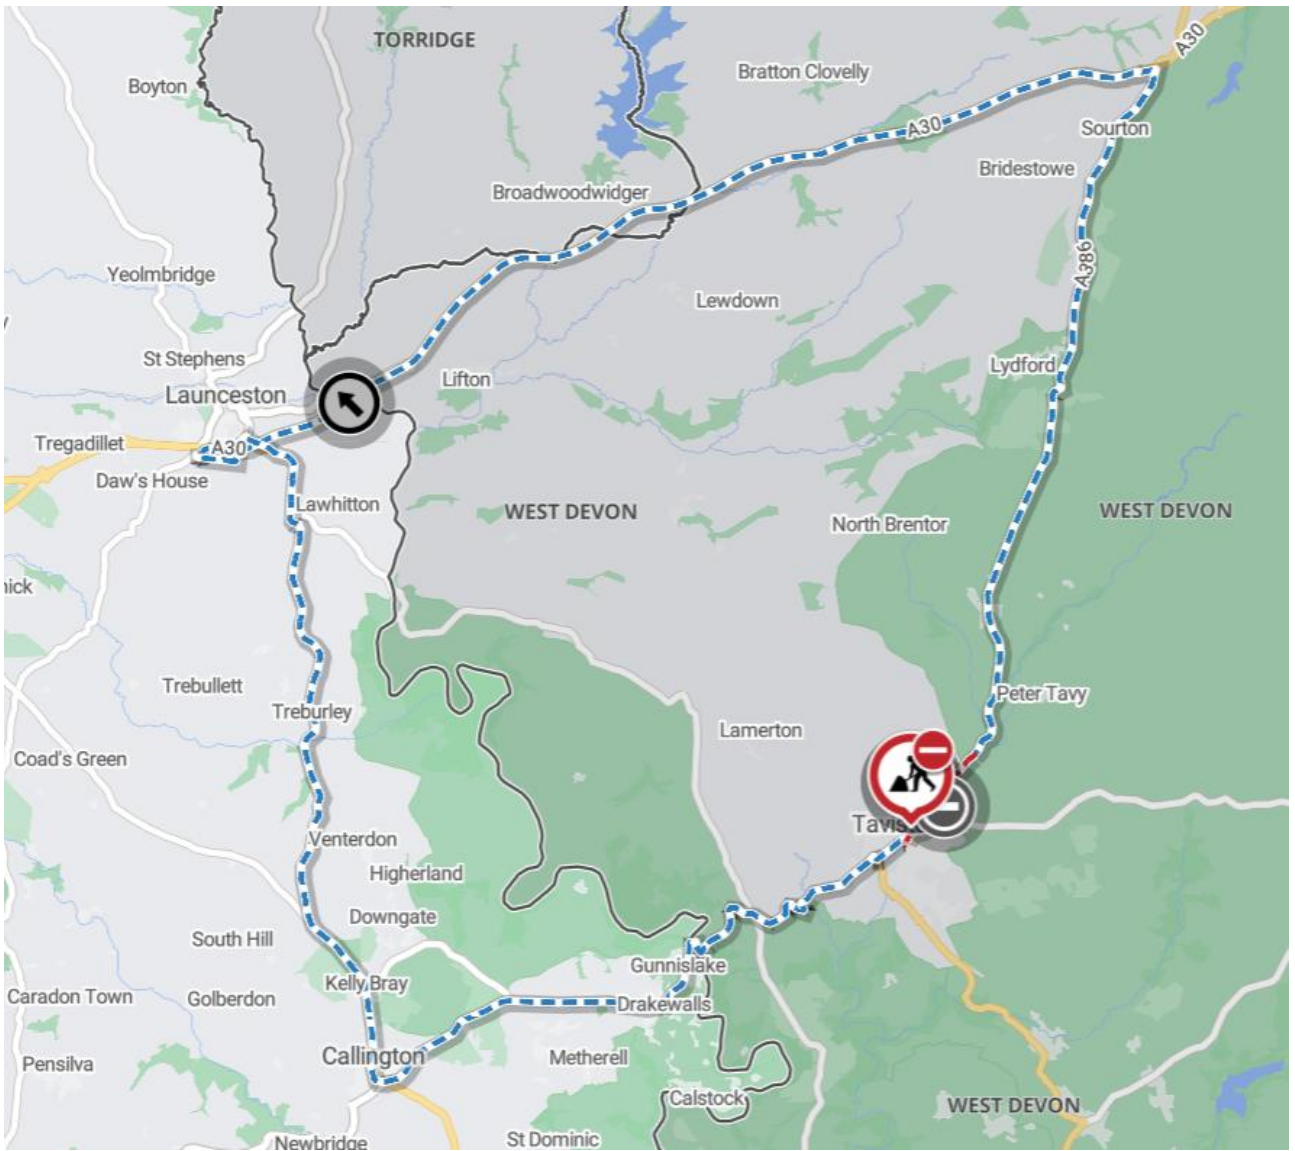 TORRIDGE
A30
Boyton
Bratton Clovelly
A30
Sourton
Bridestowe
Broadwoodwidger
Yeolmbridge
A386
Lewdown
St Stephens
Lydford
Lifton
Launceston
Tregadillet
A30
Daw's House
Lawhitton
WEST DEVON
WEST DEVON
North Brentor
nick
Trebullett
Peter Tavy
Treburley
Lamerton
Coad's Green
Tavis
Venterdon
Higherland
Downgate
South Hill
Gunnislake
Kelly Bray
Caradon Town
Golberdon
Drakewalls
Callington
Metherell
Pensilva
Calstock
WEST DEVON
St Dominic
Newbridge